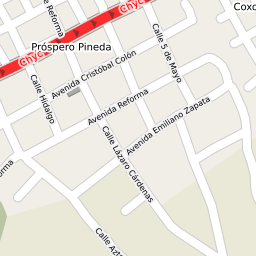 Reforma
Chyc
Coxc
Próspero Pineda
Calle 5 de Mayo
Chyc
Avenida Cristóbal Colón
Calle Hidalgo
Avenida Reforma
Avenida Emiliano Zapata
Calle Lázaro Cárdenas
orma
Calle Azt